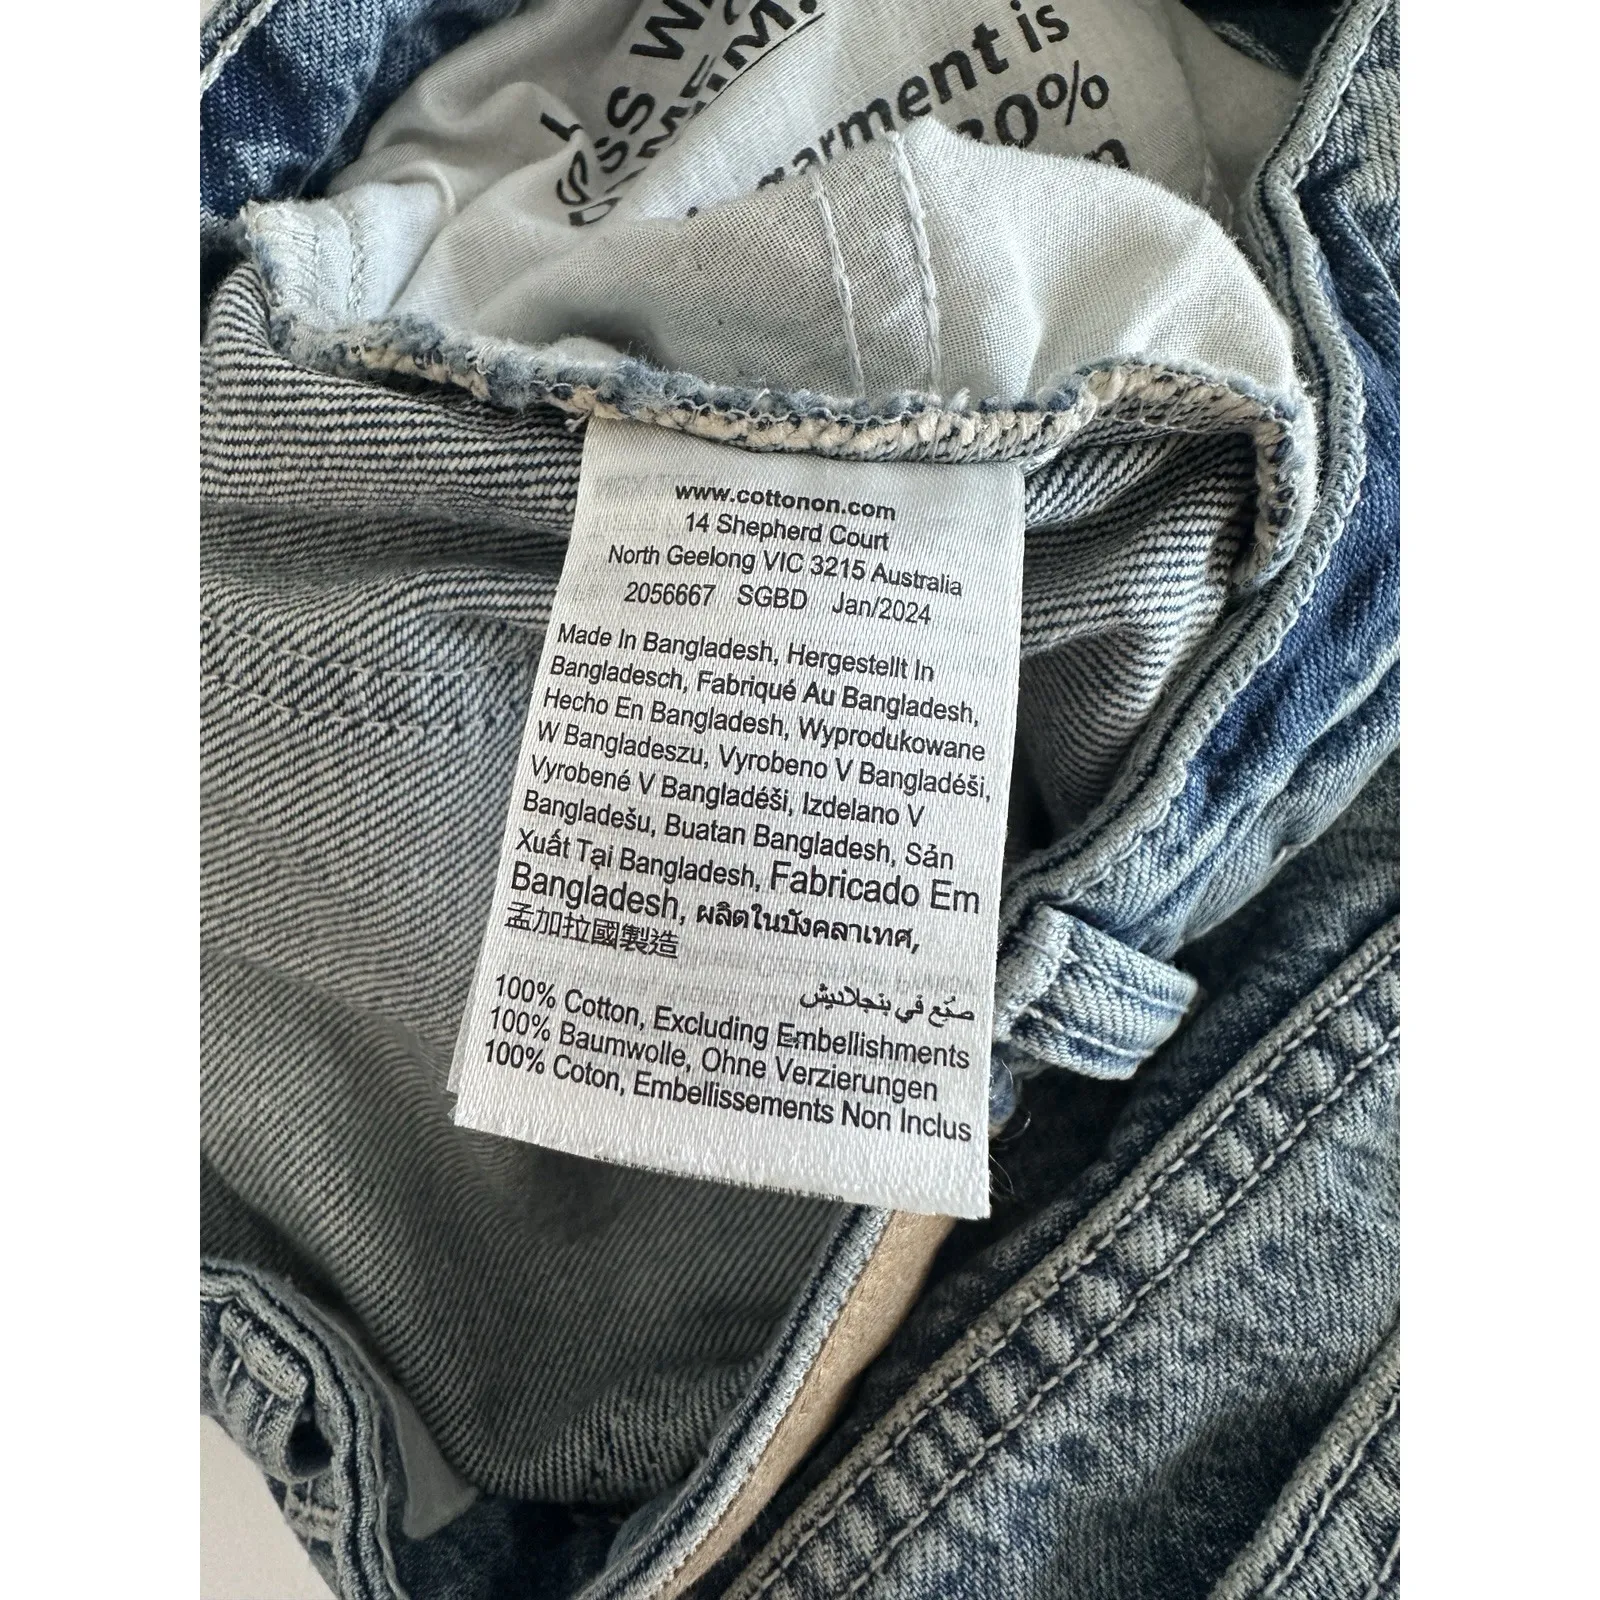 garment is
www.cottonon.com
14 Shepherd Court
North Geelong VIC 3215 Australia
2056667 SGBD Jan/2024
Made In Bangladesh, Hergestellt In
Bangladesch, Fabriqué Au Bangladesh,
Hecho En Bangladesh, Wyprodukowane
W Bangladeszu, Vyrobeno V Bangladéši,
Vyrobené V Bangladéši, Izdelano V
Bangladešu, Buatan Bangladesh, Sản
Xuất Tại Bangladesh, Fabricado Em
Bangladesh, ผลิตในบังคลาเทศ,
孟加拉國製造
صنع في بنجلاديش
100% Cotton, Excluding Embellishments
100% Baumwolle, Ohne Verzierungen
100% Coton, Embellissements Non Inclus